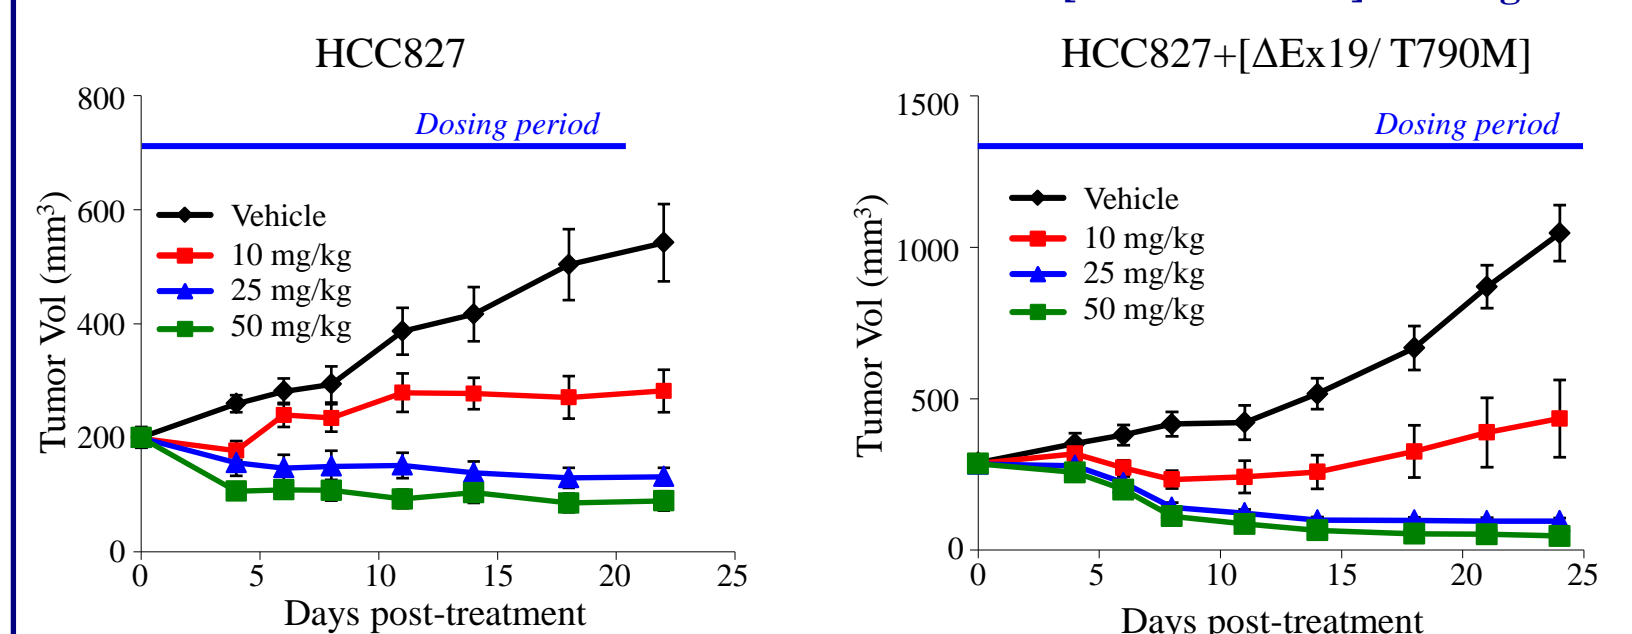 HCC827
800
600
400
200
0
Tumor Vol (mm³)
Dosing period
Vehicle
10 mg/kg
25 mg/kg
50 mg/kg
0 5 10 15 20 25
Days post-treatment
HCC827+[ΔEx19/ T790M]
1500
1000
500
0
Tumor Vol (mm³)
Dosing period
Vehicle
10 mg/kg
25 mg/kg
50 mg/kg
0 5 10 15 20 25
Days post-treatment